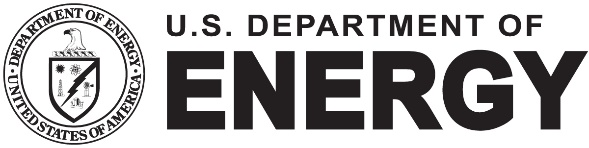 DEPARTMENT OF ENERGY
UNITED STATES OF AMERICA
U.S. DEPARTMENT OF
ENERGY